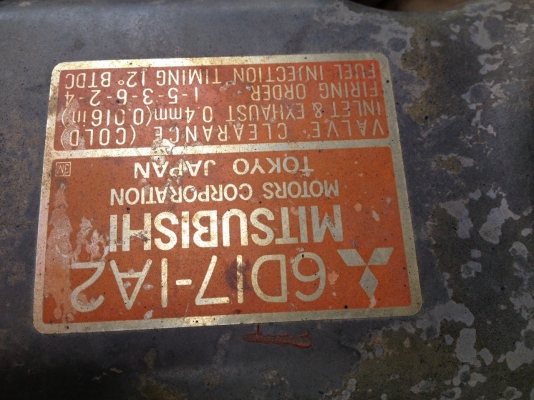 6D17-1A2
MITSUBISHI
MOTORS CORPORATION
TOKYO JAPAN
VALVE CLEARANCE (COLD)
INLET & EXHAUST 0.4mm(0.016in)
FIRING ORDER 1-5-3-6-2-4
FUEL INJECTION TIMING 12° BTDC